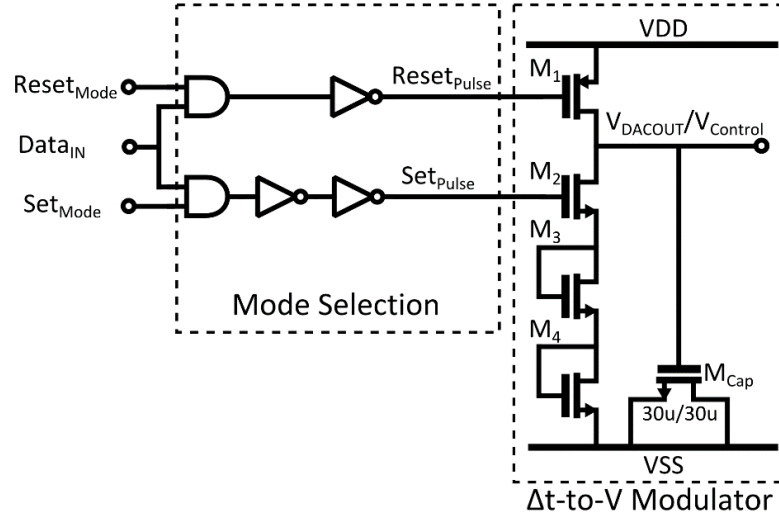 VDD
Reset_Mode
Reset_Pulse
M_1
Data_IN
V_DACOUT/V_Control
Set_Mode
Set_Pulse
M_2
M_3
Mode Selection
M_4
M_Cap
30u/30u
VSS
Δt-to-V Modulator